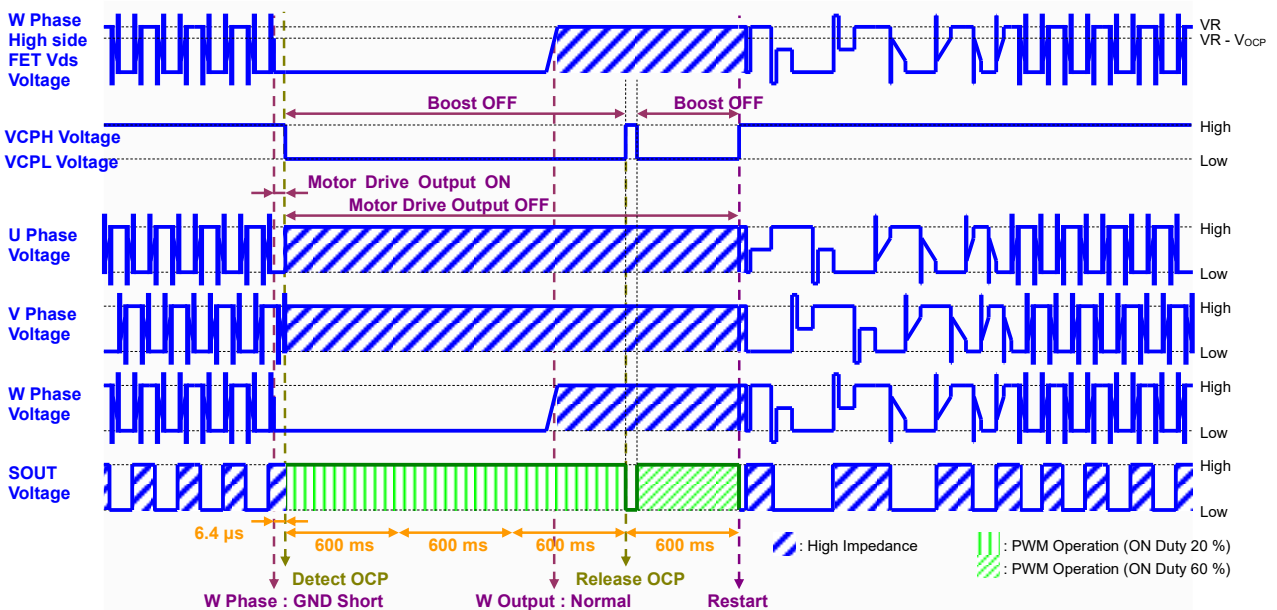 W Phase
High side
FET Vds
Voltage
VR
VR - VOCP
Boost OFF
Boost OFF
VCPH Voltage
High
VCPL Voltage
Low
Motor Drive Output ON
Motor Drive Output OFF
U Phase
Voltage
High
Low
V Phase
Voltage
High
Low
W Phase
Voltage
High
Low
SOUT
Voltage
High
Low
6.4 µs
600 ms
600 ms
600 ms
600 ms
: High Impedance
: PWM Operation (ON Duty 20 %)
: PWM Operation (ON Duty 60 %)
Detect OCP
Release OCP
W Phase : GND Short
W Output : Normal
Restart